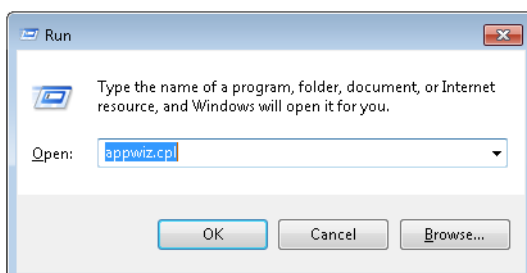 Run
Type the name of a program, folder, document, or Internet
resource, and Windows will open it for you.
Open: appwiz.cpl
OK Cancel Browse...